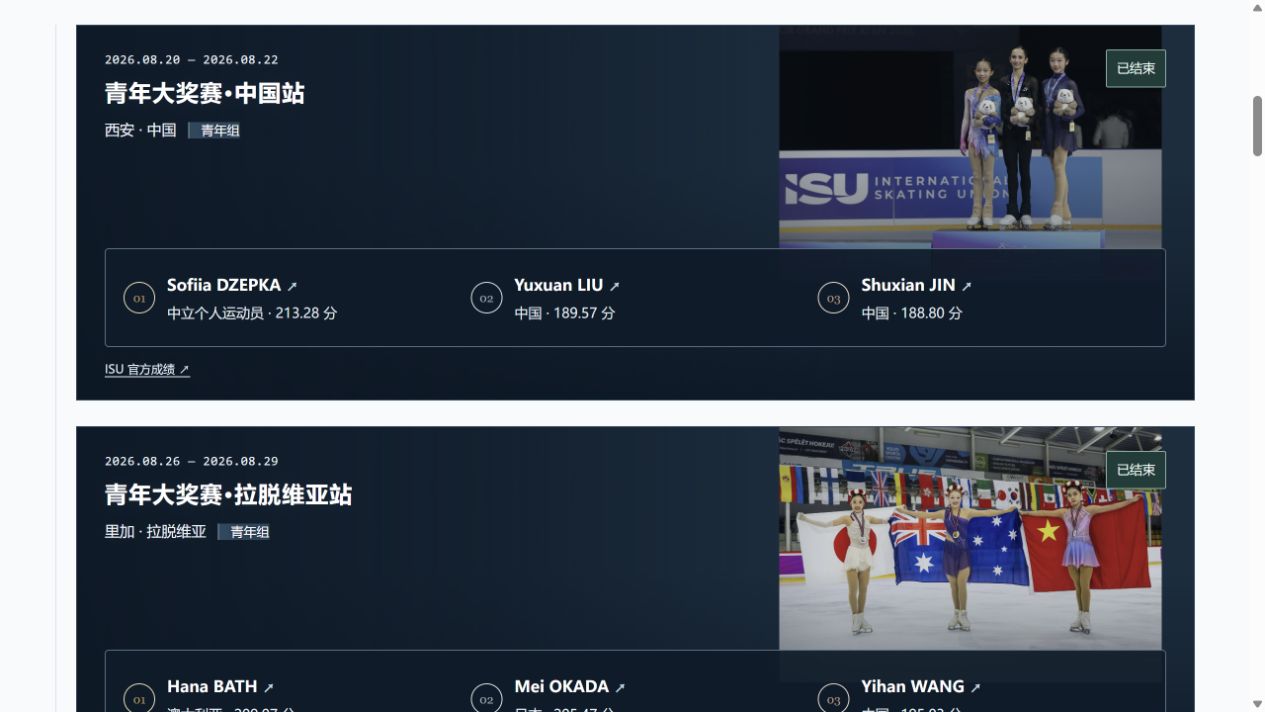 2026.08.20 — 2026.08.22
已结束
青年大奖赛•中国站
西安 · 中国 青年组
ISU INTERNATIONAL
SKATING UNION
01 Sofiia DZEPKA ↗
中立个人运动员 · 213.28 分
02 Yuxuan LIU ↗
中国 · 189.57 分
03 Shuxian JIN ↗
中国 · 188.80 分
ISU 官方成绩 ↗
2026.08.26 — 2026.08.29
已结束
青年大奖赛•拉脱维亚站
里加 · 拉脱维亚 青年组
01 Hana BATH ↗
02 Mei OKADA ↗
03 Yihan WANG ↗